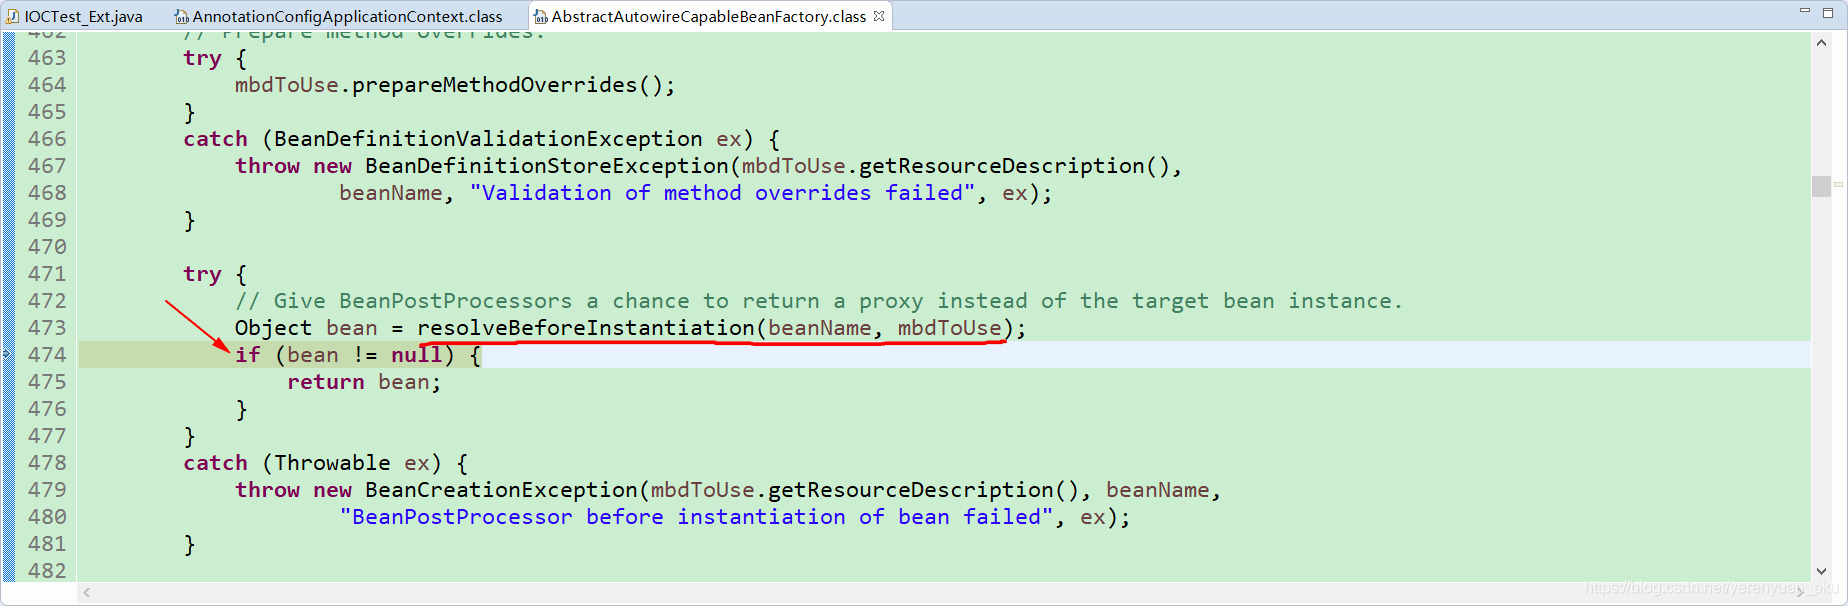 IOCTest_Ext.java AnnotationConfigApplicationContext.class AbstractAutowireCapableBeanFactory.class
462 // Prepare method overrides.
463 try {
464 mbdToUse.prepareMethodOverrides();
465 }
466 catch (BeanDefinitionValidationException ex) {
467 throw new BeanDefinitionStoreException(mbdToUse.getResourceDescription(),
468 beanName, "Validation of method overrides failed", ex);
469 }
470
471 try {
472 // Give BeanPostProcessors a chance to return a proxy instead of the target bean instance.
473 Object bean = resolveBeforeInstantiation(beanName, mbdToUse);
474 if (bean != null) {
475 return bean;
476 }
477 }
478 catch (Throwable ex) {
479 throw new BeanCreationException(mbdToUse.getResourceDescription(), beanName,
480 "BeanPostProcessor before instantiation of bean failed", ex);
481 }
482
https://blog.csdn.net/yerenyuan_pku